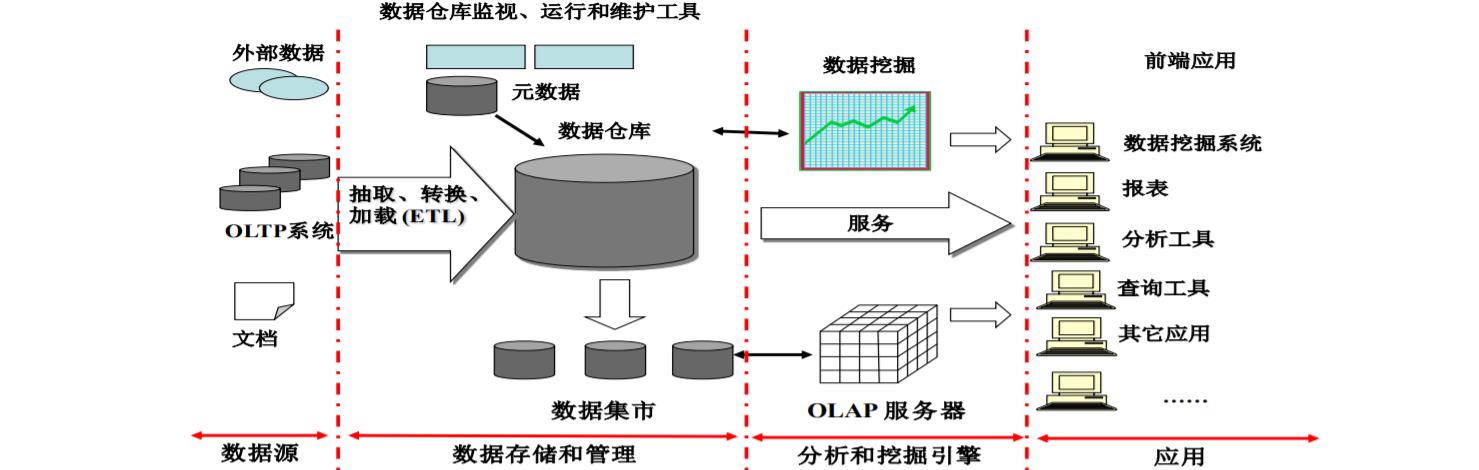 数据仓库监视、运行和维护工具
外部数据
OLTP系统
文档
元数据
数据仓库
抽取、转换、
加载 (ETL)
数据集市
数据挖掘
服务
OLAP 服务器
前端应用
数据挖掘系统
报表
分析工具
查询工具
其它应用
……
数据源
数据存储和管理
分析和挖掘引擎
应用